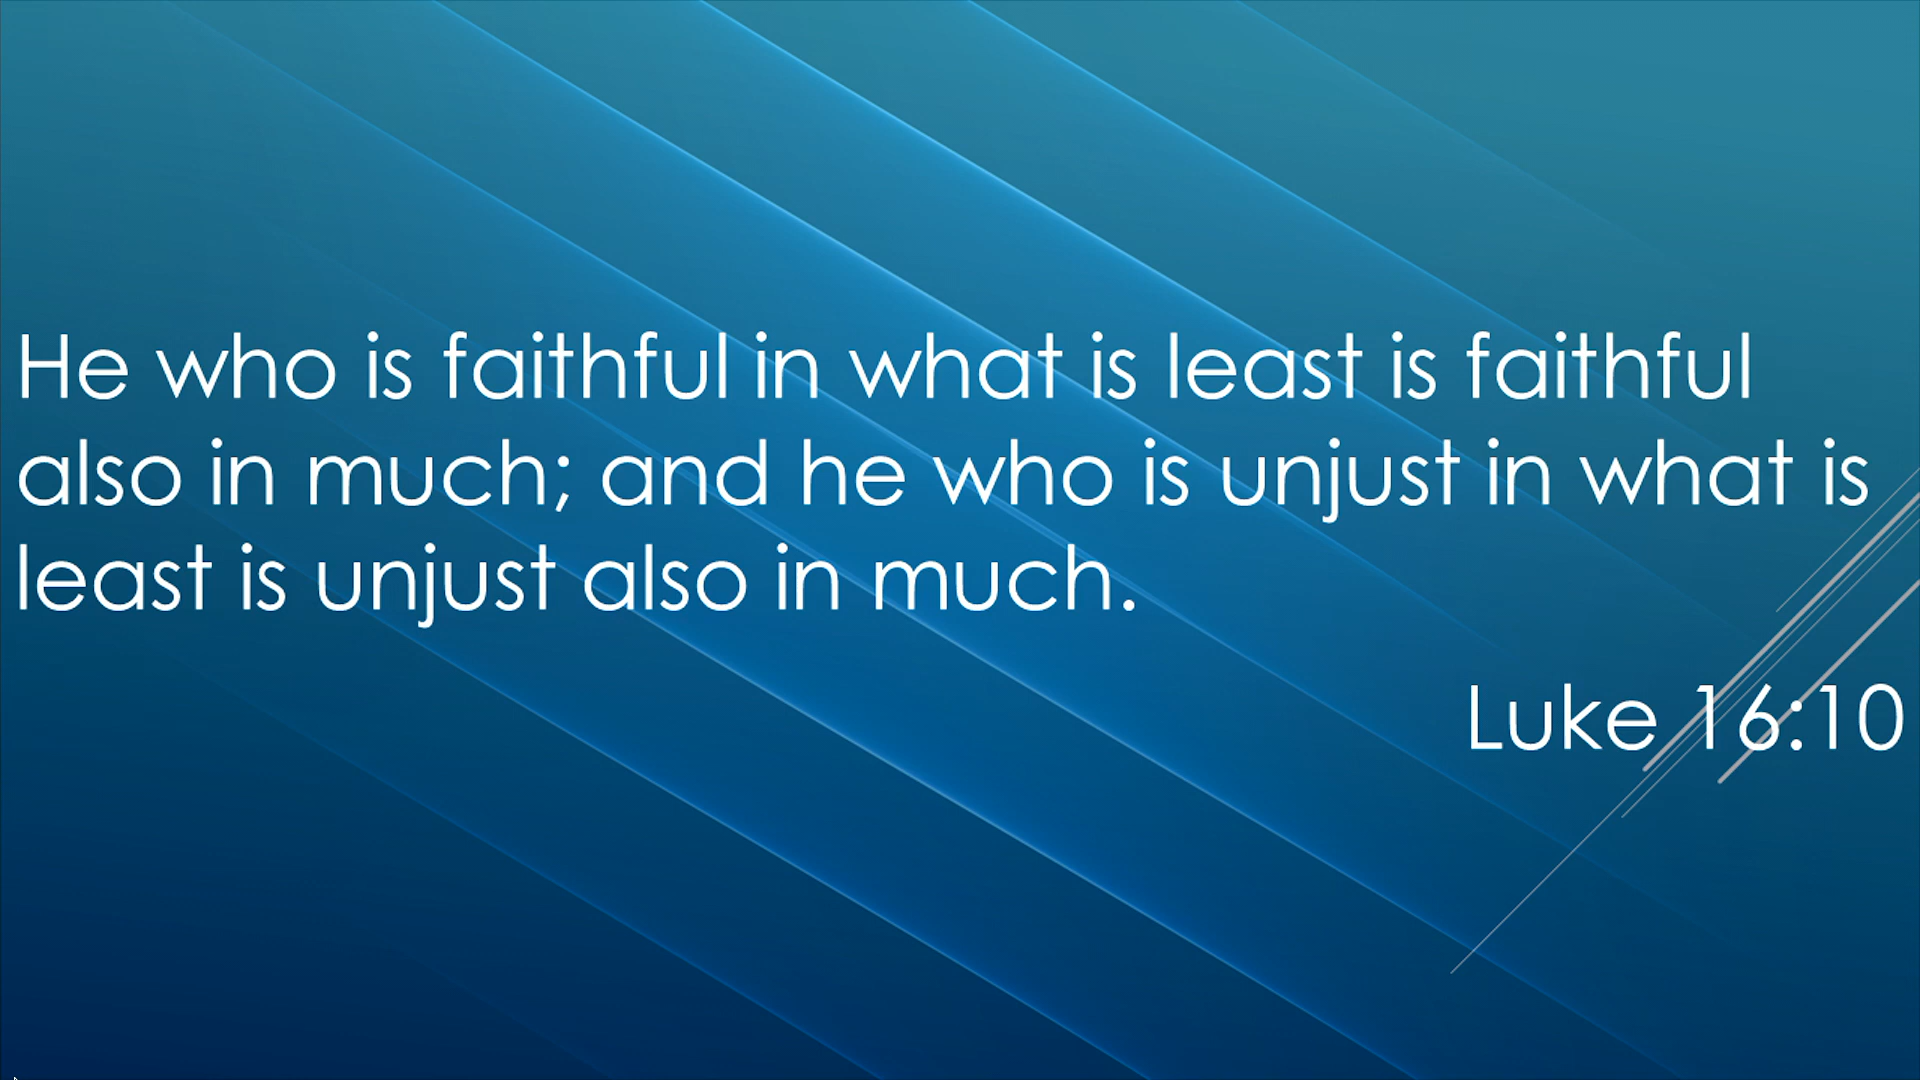 He who is faithful in what is least is faithful
also in much; and he who is unjust in what is
least is unjust also in much.
Luke 16:10